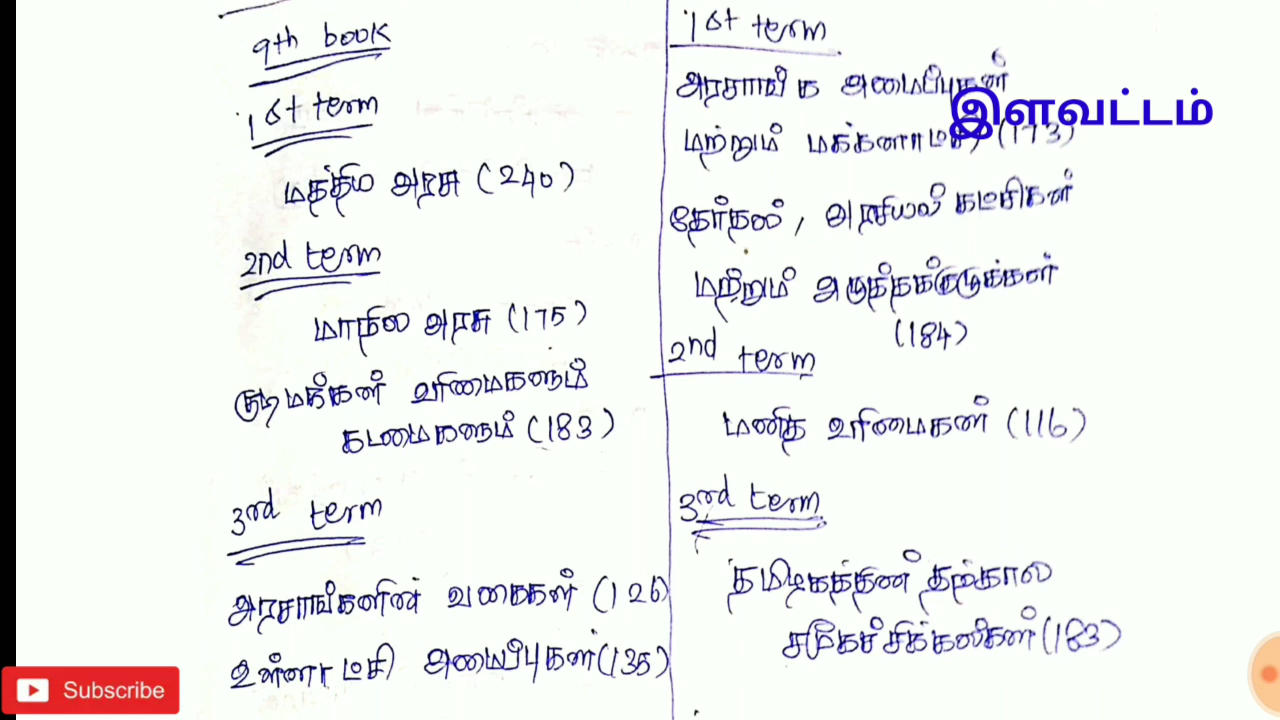 9th book
1st term
மத்திய அரசு (240)
2nd term
மாநில அரசு (175)
குடிமக்கள் உரிமைகளும்
கடமைகளும் (183)
3rd term
அரசாங்களின் வகைகள் (126)
உள்ளாட்சி அமைப்புகள் (135)
1st term
அரசாங்க அமைப்புகள்
மற்றும் மக்களாட்சி (173)
இளவட்டம்
தேர்தல், அரசியல் கட்சிகள்
மற்றும் அழுத்தக்குழுக்கள்
(184)
2nd term
மனித உரிமைகள் (116)
3rd term
தமிழகத்தின் தற்கால
சமூகச் சிக்கல்கள் (183)
Subscribe